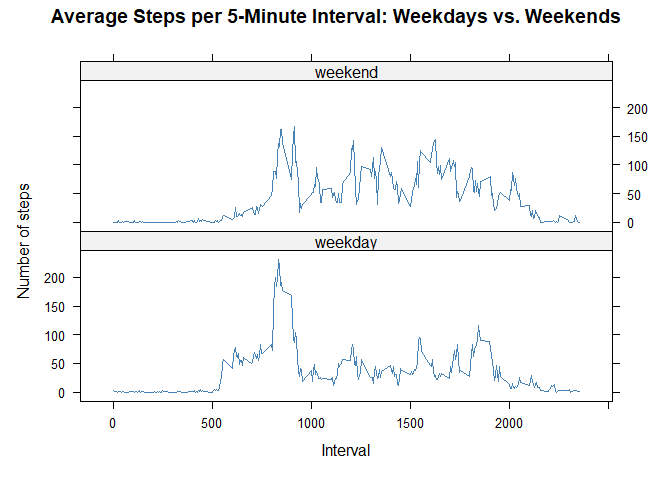 Average Steps per 5-Minute Interval: Weekdays vs. Weekends
weekend
200
150
100
50
0
weekday
200
150
100
50
0
Number of steps
0 500 1000 1500 2000
Interval